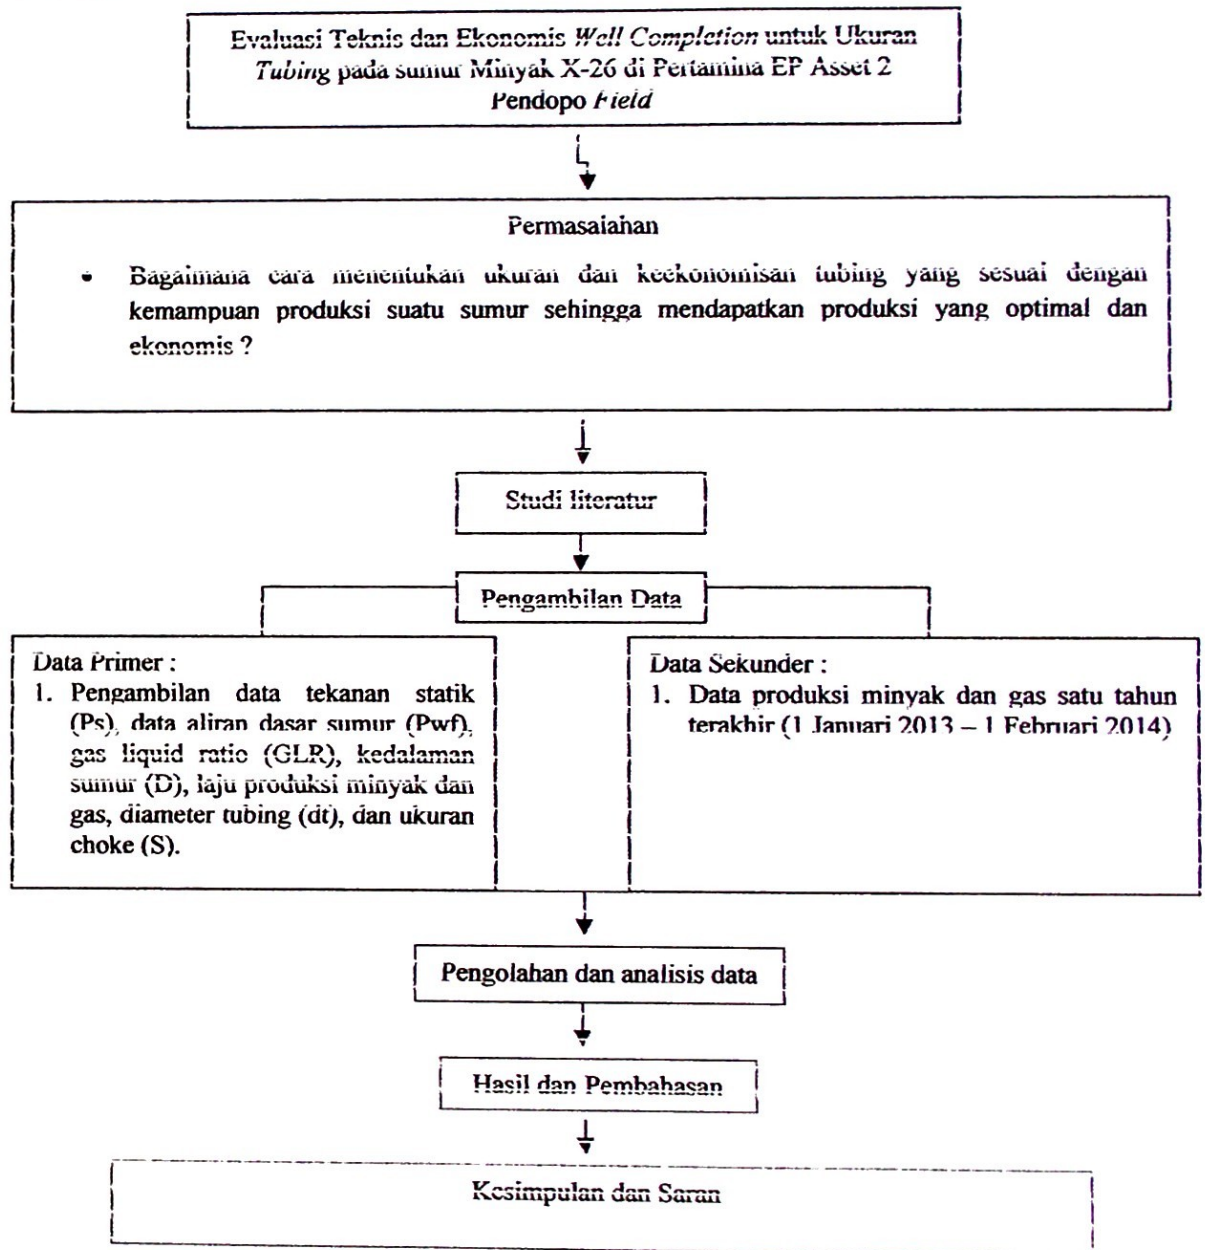 Evaluasi Teknis dan Ekonomis Well Completion untuk Ukuran
Tubing pada sumur Minyak X-26 di Pertamina EP Asset 2
Pendopo Field
Permasalahan
• Bagaimana cara menentukan ukuran dan keekonomisan tubing yang sesuai dengan
kemampuan produksi suatu sumur sehingga mendapatkan produksi yang optimal dan
ekonomis ?
Studi literatur
Pengambilan Data
Data Primer :
1. Pengambilan data tekanan statik
(Ps), data aliran dasar sumur (Pwf),
gas liquid ratio (GLR), kedalaman
sumur (D), laju produksi minyak dan
gas, diameter tubing (dt), dan ukuran
choke (S).
Data Sekunder :
1. Data produksi minyak dan gas satu tahun
terakhir (1 Januari 2013 – 1 Februari 2014)
Pengolahan dan analisis data
Hasil dan Pembahasan
Kesimpulan dan Saran